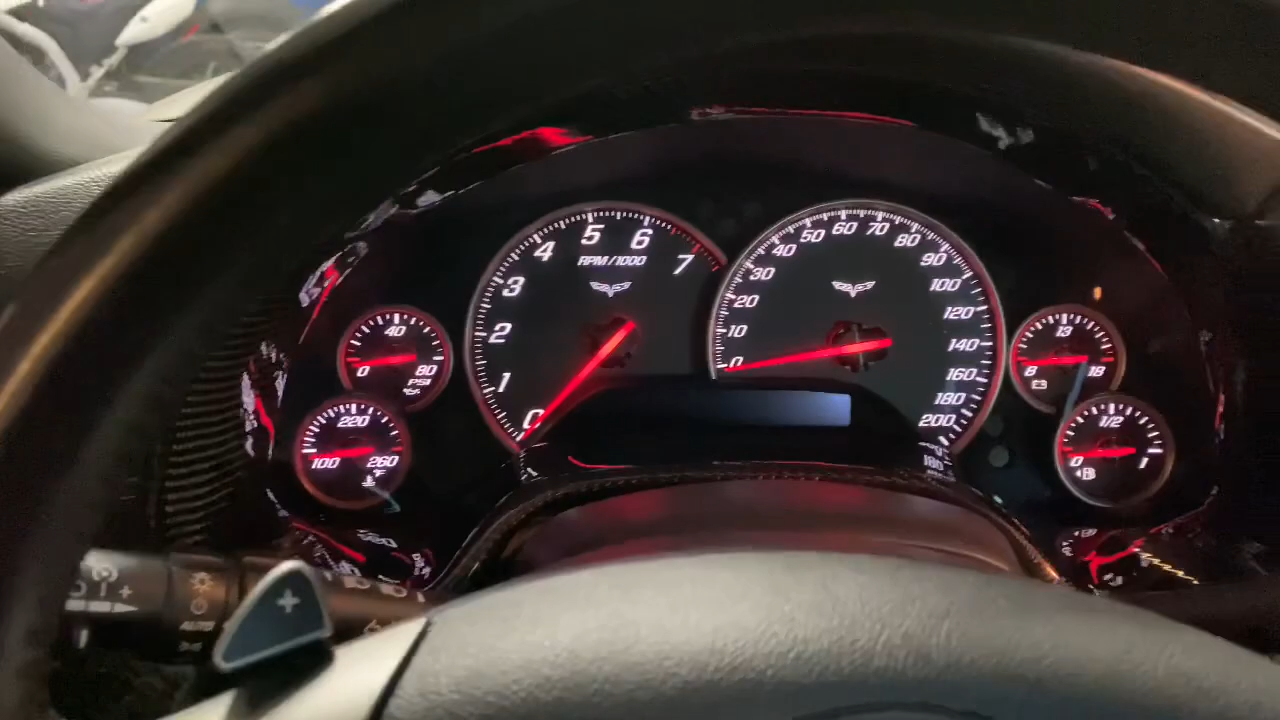 0 1 2 3 4 5 6 7
RPM/1000
0 10 20 30 40 50 60 70 80 90 100 120 140 160 180 200
0 40 80
PSI
100 220 260
°F
8 13 18
0 1/2 1
+
AUTO
+